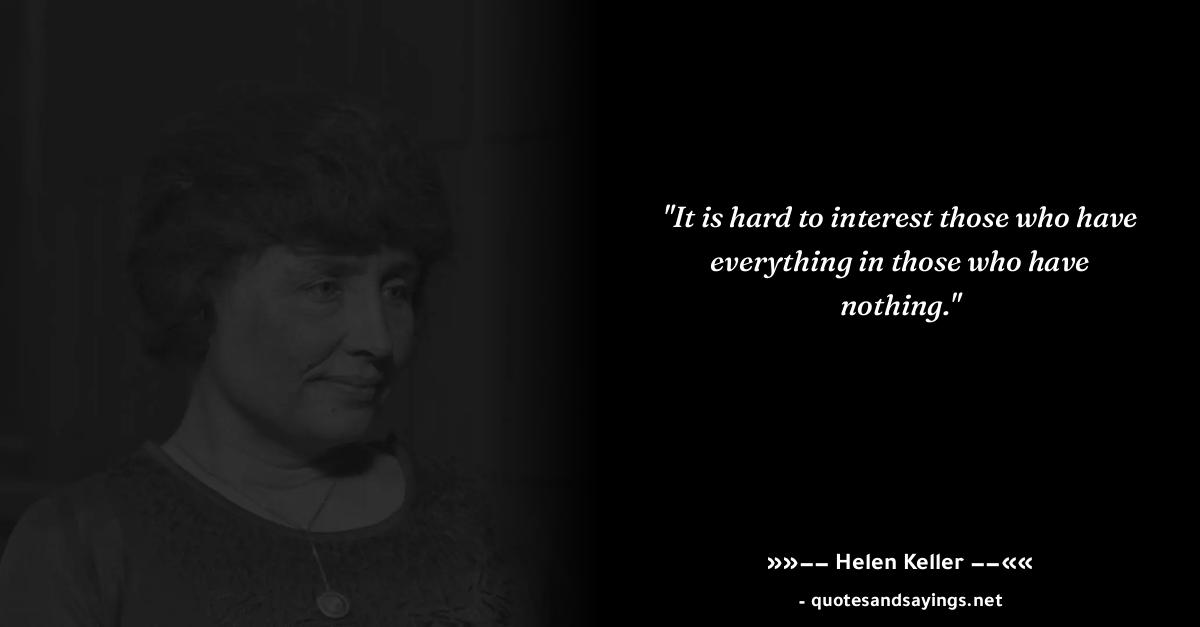 "It is hard to interest those who have
everything in those who have
nothing."
»»−− Helen Keller −−««
- quotesandsayings.net